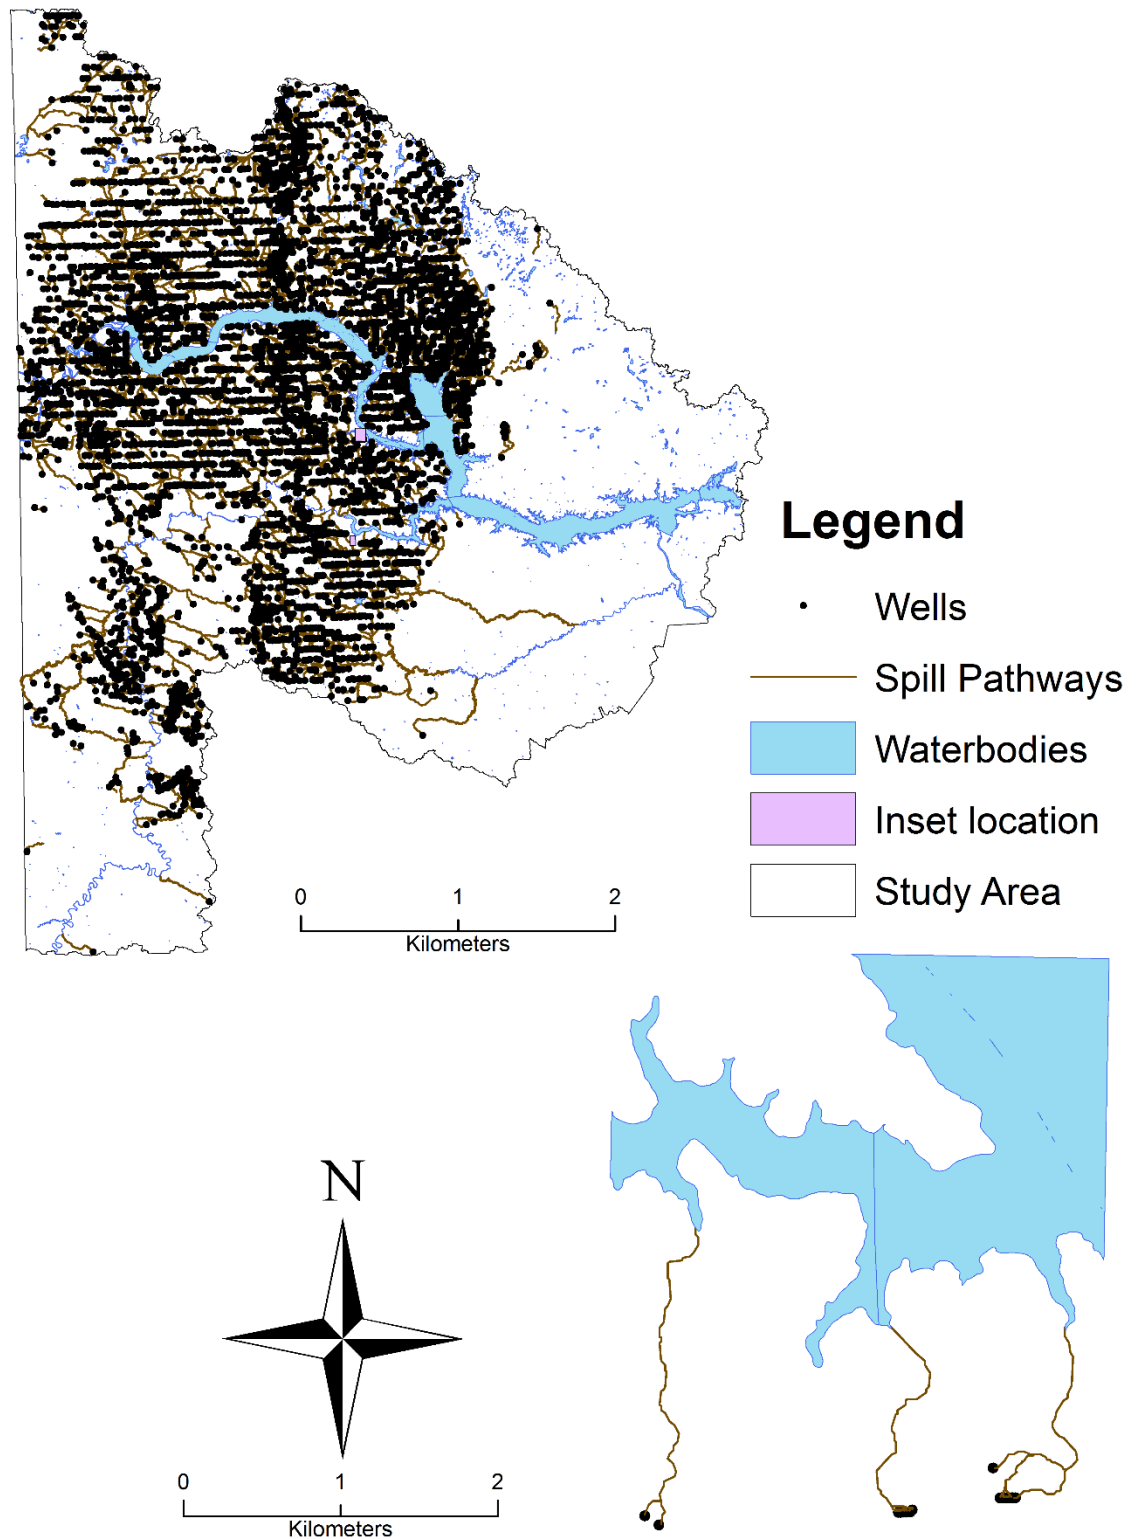 Legend
Wells
Spill Pathways
Waterbodies
Inset location
Study Area
0 1 2
Kilometers
N
0 1 2
Kilometers